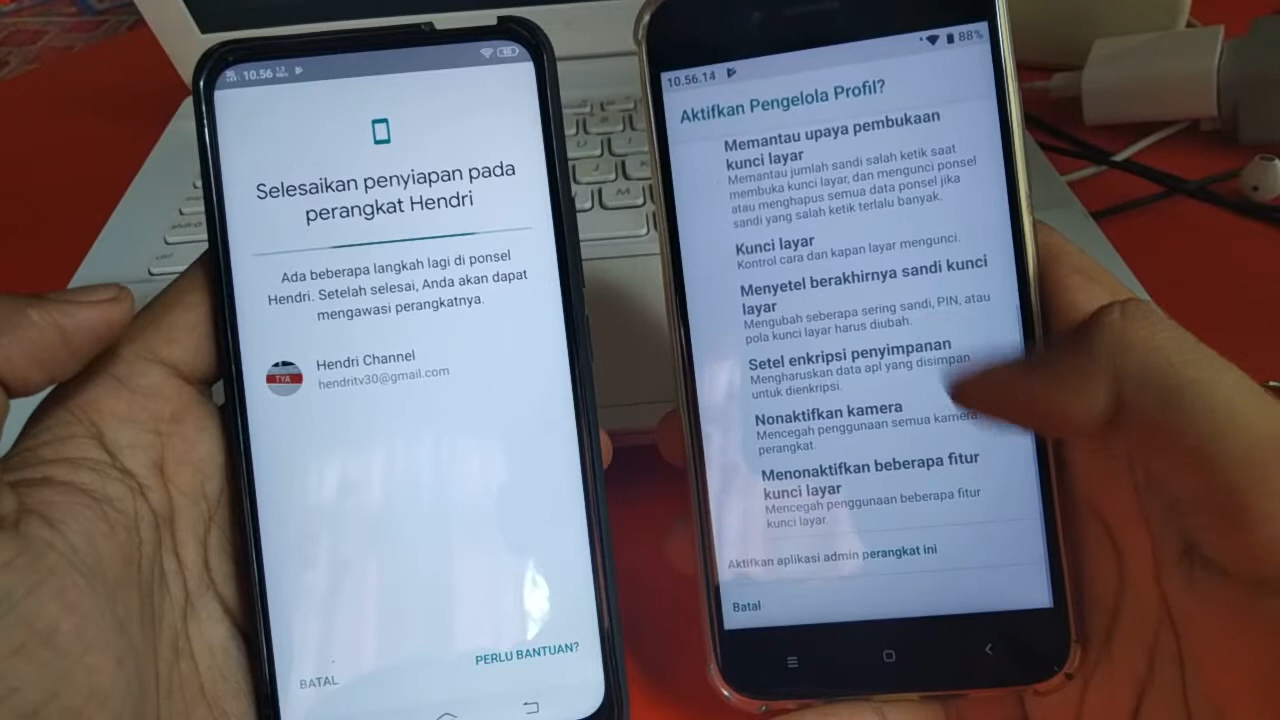 10.56
Selesaikan penyiapan pada
perangkat Hendri
Ada beberapa langkah lagi di ponsel
Hendri. Setelah selesai, Anda akan dapat
mengawasi perangkatnya.
TYA
Hendri Channel
hendritv30@gmail.com
PERLU BANTUAN?
BATAL
10.56.14
88%
Aktifkan Pengelola Profil?
Memantau upaya pembukaan
kunci layar
Memantau jumlah sandi salah ketik saat
membuka kunci layar, dan mengunci ponsel
atau menghapus semua data ponsel jika
sandi yang salah ketik terlalu banyak.
Kunci layar
Kontrol cara dan kapan layar mengunci.
Menyetel berakhirnya sandi kunci
layar
Mengubah seberapa sering sandi, PIN, atau
pola kunci layar harus diubah.
Setel enkripsi penyimpanan
Mengharuskan data apl yang disimpan
untuk dienkripsi.
Nonaktifkan kamera
Mencegah penggunaan semua kamera
perangkat.
Menonaktifkan beberapa fitur
kunci layar
Mencegah penggunaan beberapa fitur
kunci layar.
Aktifkan aplikasi admin perangkat ini
Batal